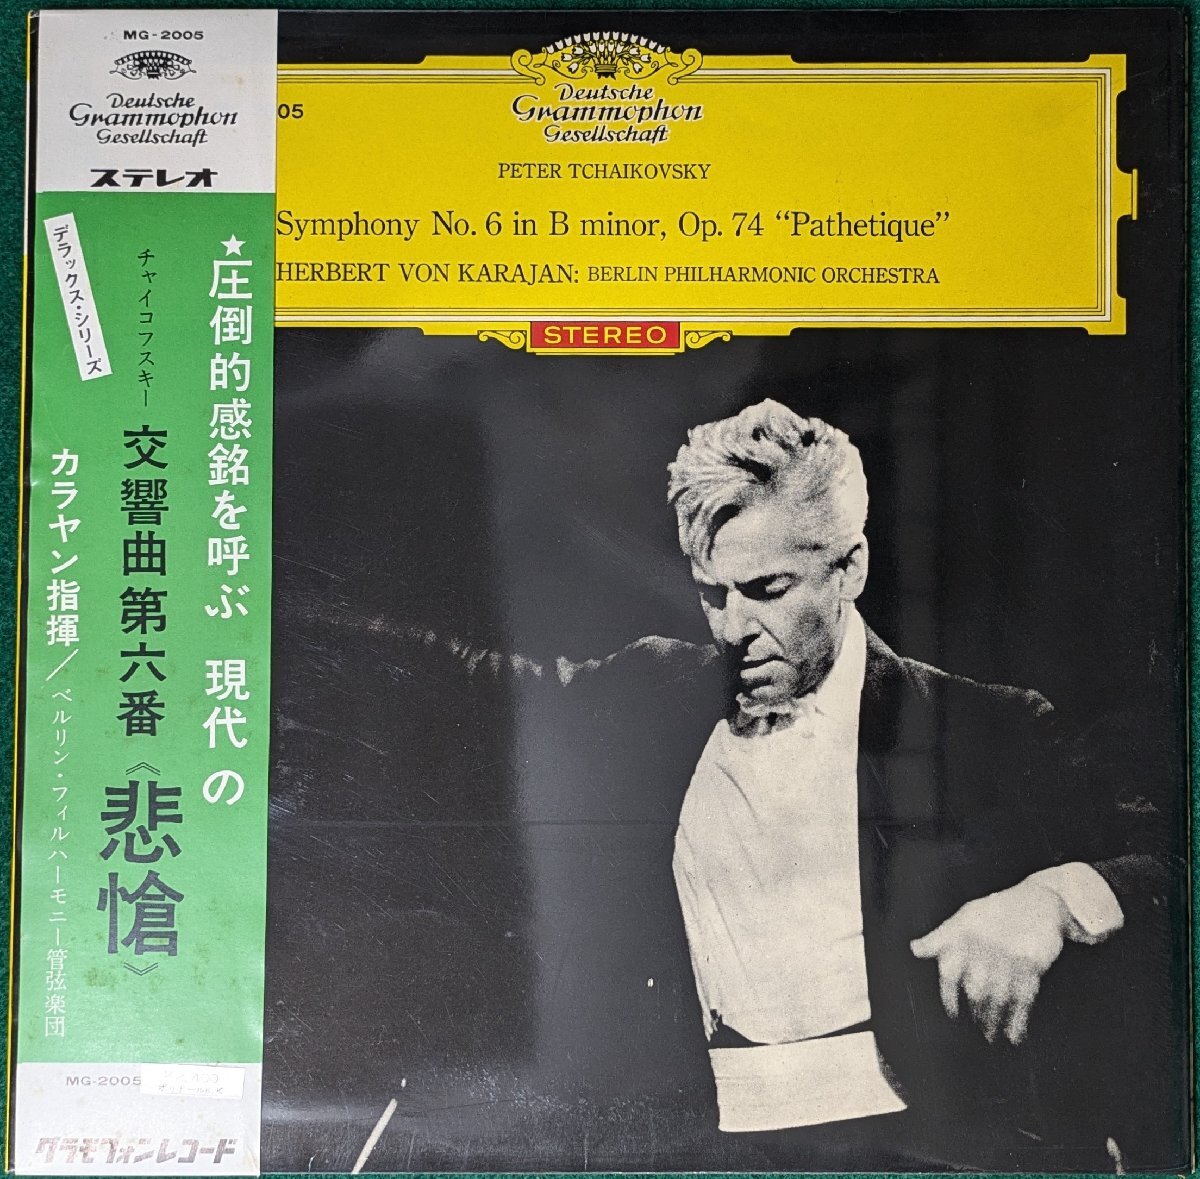 MG-2005
Deutsche
Grammophon
Gesellschaft
ステレオ
デラックス・シリーズ
★圧倒的感銘を呼ぶ 現代の
チャイコフスキー
交響曲第六番《悲愴》
カラヤン指揮/ベルリン・フィルハーモニー管弦楽団
MG-2005
グラモフォンレコード
05
Deutsche
Grammophon
Gesellschaft
PETER TCHAIKOVSKY
Symphony No. 6 in B minor, Op. 74 “Pathetique”
HERBERT VON KARAJAN: BERLIN PHILHARMONIC ORCHESTRA
STEREO